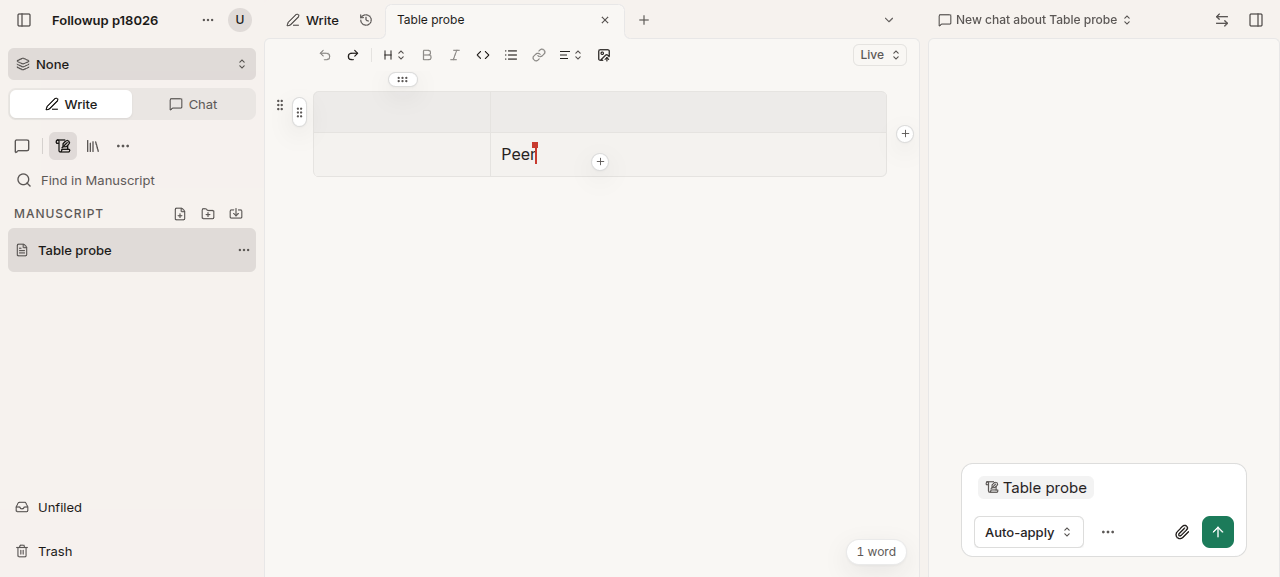 Followup p18026
U
None
Write
Chat
Find in Manuscript
MANUSCRIPT
Table probe
Unfiled
Trash
Write
Table probe
H
B
I
Live
Peer
1 word
New chat about Table probe
Table probe
Auto-apply